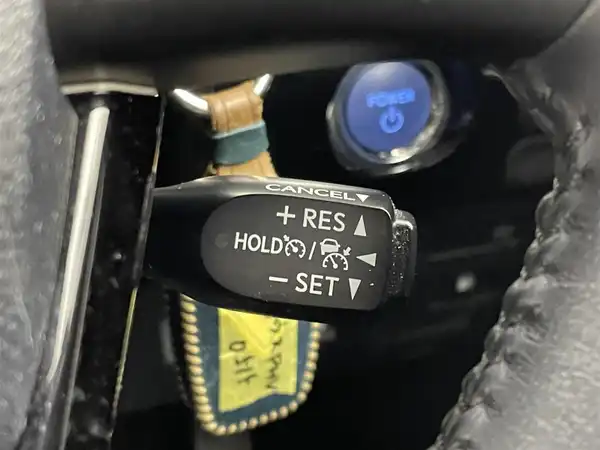 POWER
CANCEL▼
+ RES ▲
HOLD / ◀
− SET ▼